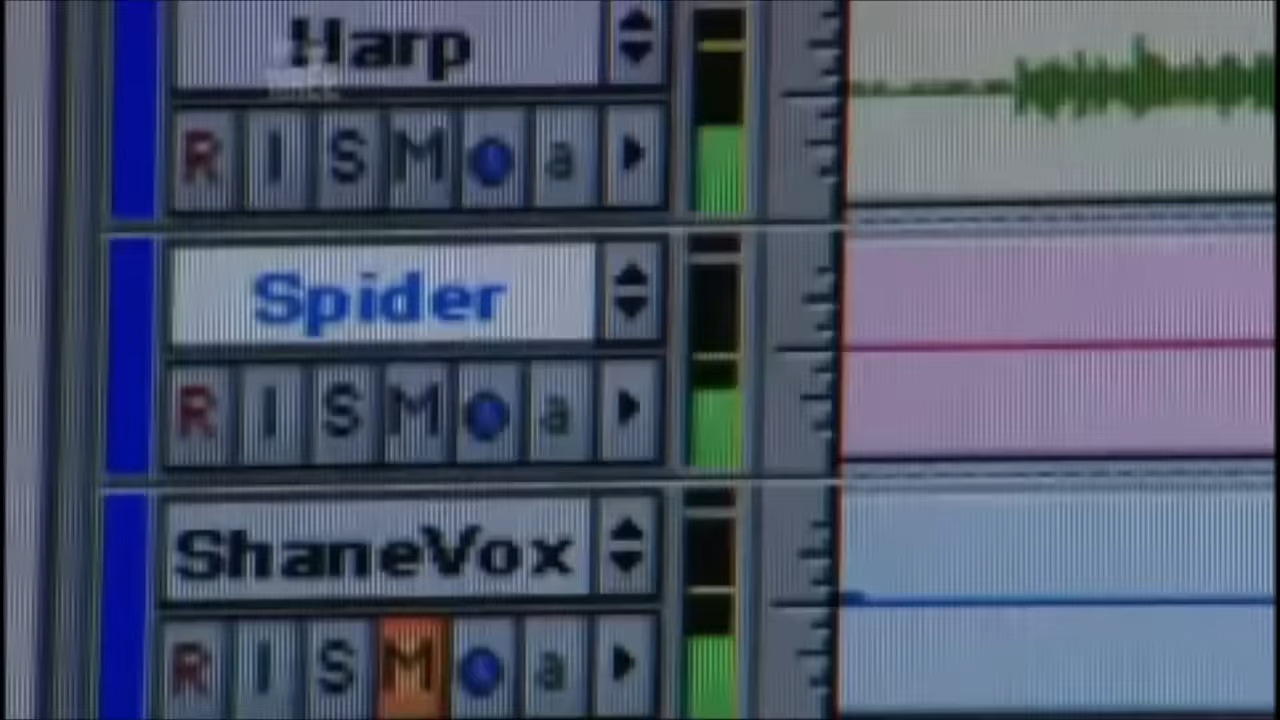 Harp
R I S M a
Spider
R I S M a
ShaneVox
R I S M a